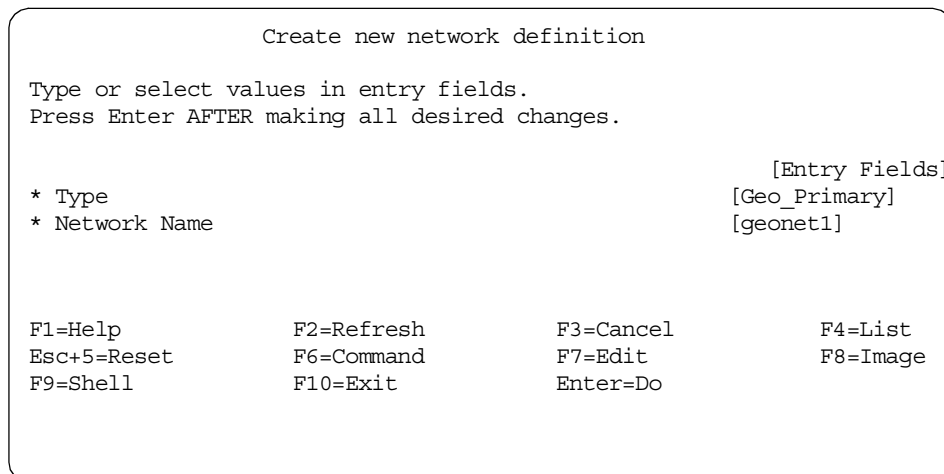 Create new network definition
Type or select values in entry fields.
Press Enter AFTER making all desired changes.
[Entry Fields]
* Type [Geo_Primary]
* Network Name [geonet1]
F1=Help F2=Refresh F3=Cancel F4=List
Esc+5=Reset F6=Command F7=Edit F8=Image
F9=Shell F10=Exit Enter=Do